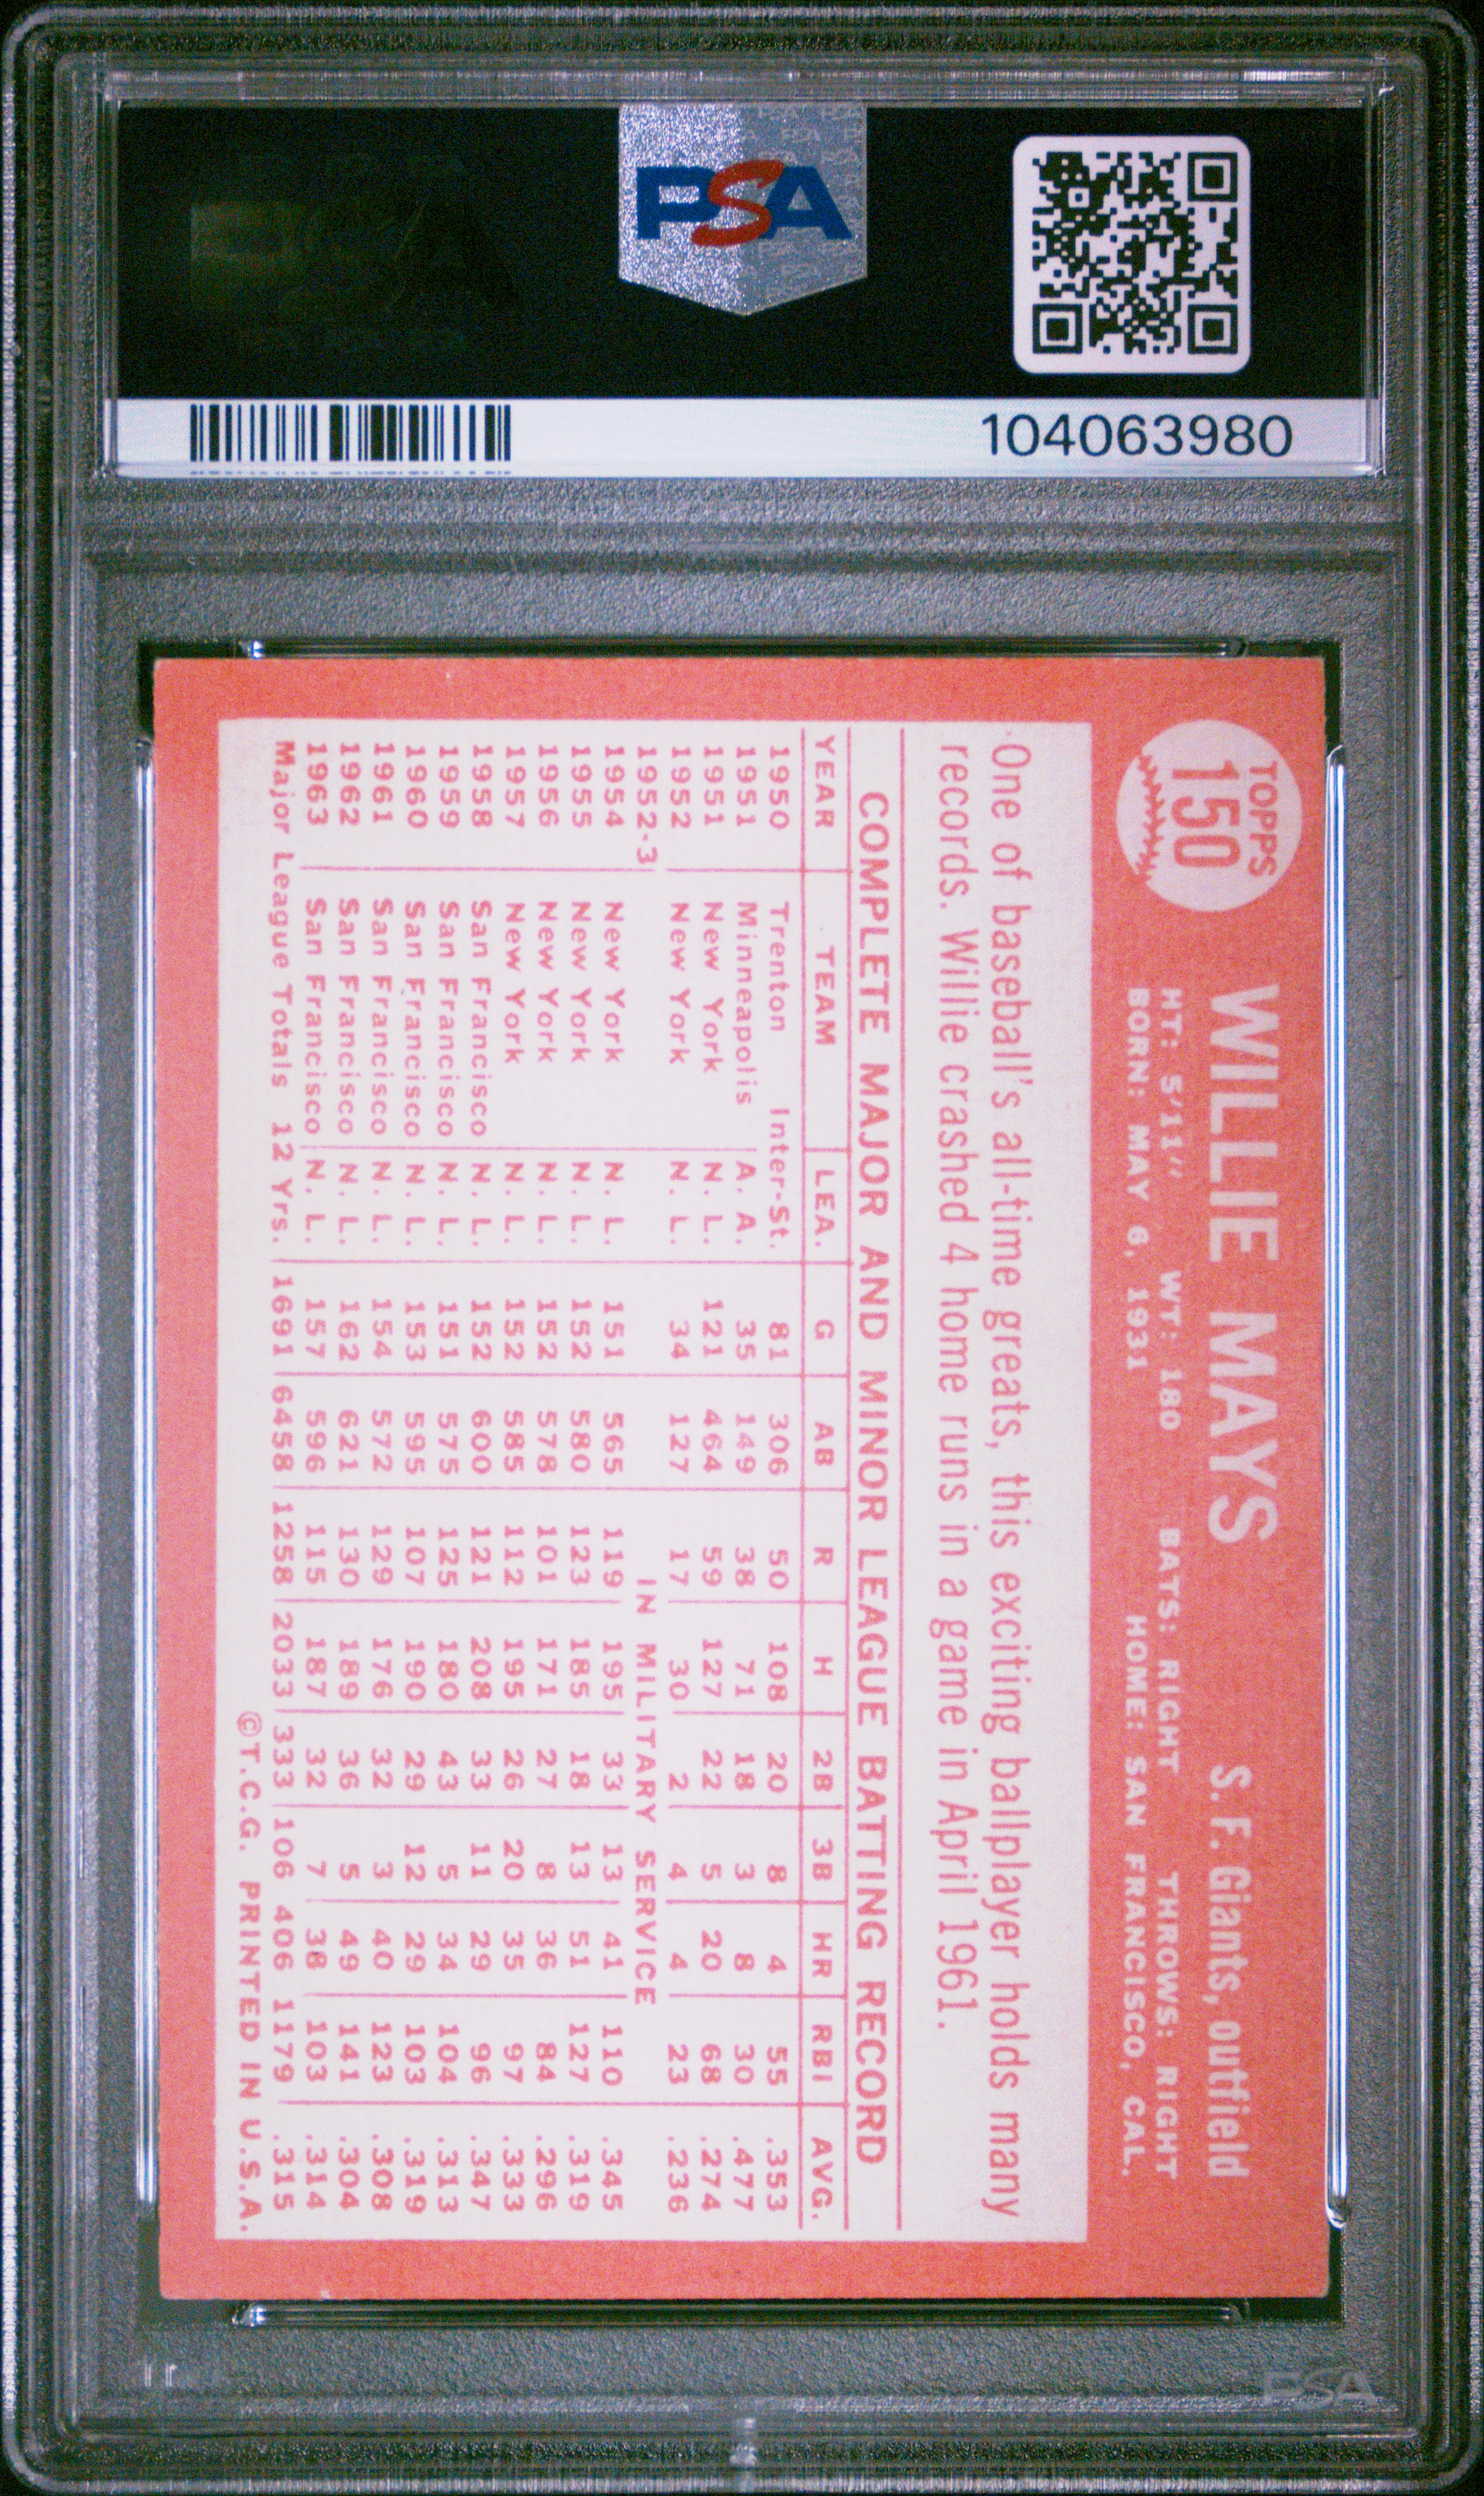 PSA
104063980
TOPPS
150
WILLIE MAYS S. F. Giants, outfield
HT: 5'11" WT: 180 BATS: RIGHT THROWS: RIGHT
BORN: MAY 6, 1931 HOME: SAN FRANCISCO, CAL.
One of baseball's all-time greats, this exciting ballplayer holds many
records. Willie crashed 4 home runs in a game in April 1961.
COMPLETE MAJOR AND MINOR LEAGUE BATTING RECORD
YEAR TEAM LEA. G AB R H 2B 3B HR RBI AVG.
1950 Trenton Inter-St. 81 306 50 108 20 8 4 55 .353
1951 Minneapolis A. A. 35 149 38 71 18 3 8 30 .477
1951 New York N. L. 121 464 59 127 22 5 20 68 .274
1952 New York N. L. 34 127 17 30 2 4 4 23 .236
1952-3 IN MILITARY SERVICE
1954 New York N. L. 151 565 119 195 33 13 41 110 .345
1955 New York N. L. 152 580 123 185 18 13 51 127 .319
1956 New York N. L. 152 578 101 171 27 8 36 84 .296
1957 New York N. L. 152 585 112 195 26 20 35 97 .333
1958 San Francisco N. L. 152 600 121 208 33 11 29 96 .347
1959 San Francisco N. L. 151 575 125 180 43 5 34 104 .313
1960 San Francisco N. L. 153 595 107 190 29 12 29 103 .319
1961 San Francisco N. L. 154 572 129 176 32 3 40 123 .308
1962 San Francisco N. L. 162 621 130 189 36 5 49 141 .304
1963 San Francisco N. L. 157 596 115 187 32 7 38 103 .314
Major League Totals 12 Yrs. 1691 6458 1258 2033 333 106 406 1179 .315
©T.C.G. PRINTED IN U.S.A.
PSA